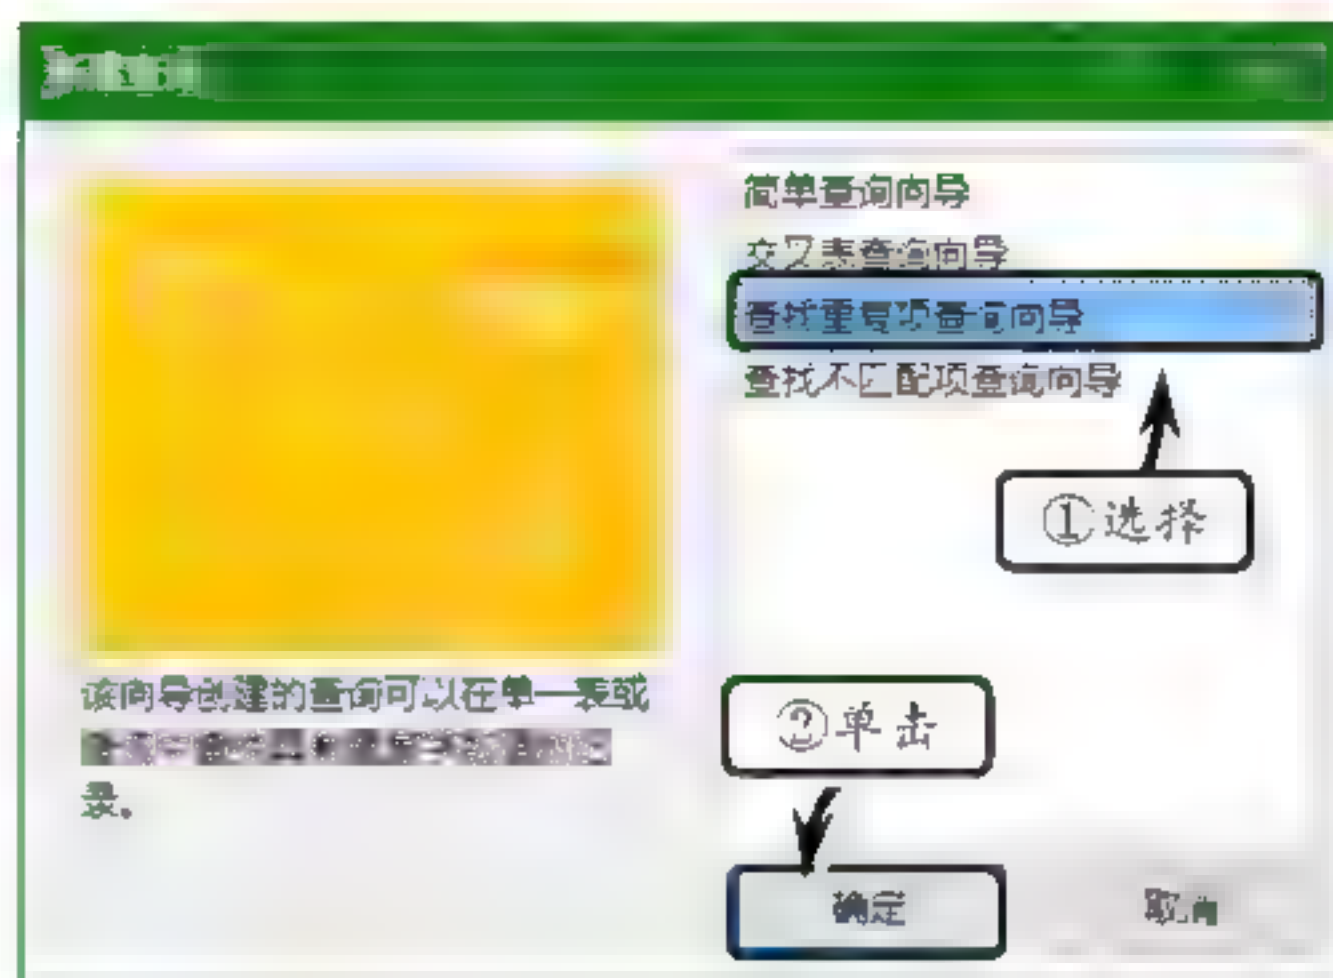 简单查询向导
交叉表查询向导
查找重复项查询向导
查找不匹配项查询向导
①选择
该向导创建的查询可以在单一表或
②单击
录。
确定
取消